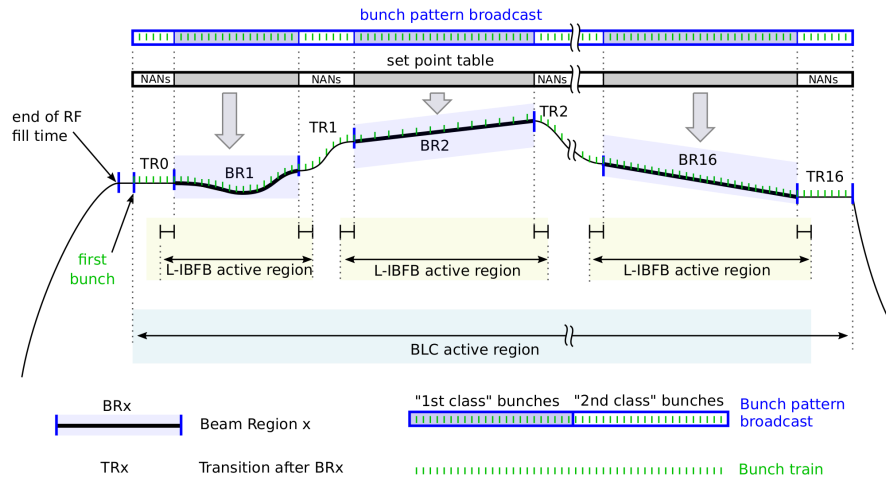 bunch pattern broadcast
set point table
NANs
NANs
NANs
NANs
end of RF
fill time
TR0
BR1
TR1
BR2
TR2
BR16
TR16
first
bunch
L-IBFB active region
L-IBFB active region
L-IBFB active region
BLC active region
BRx
Beam Region x
TRx
Transition after BRx
"1st class" bunches
"2nd class" bunches
Bunch pattern
broadcast
Bunch train